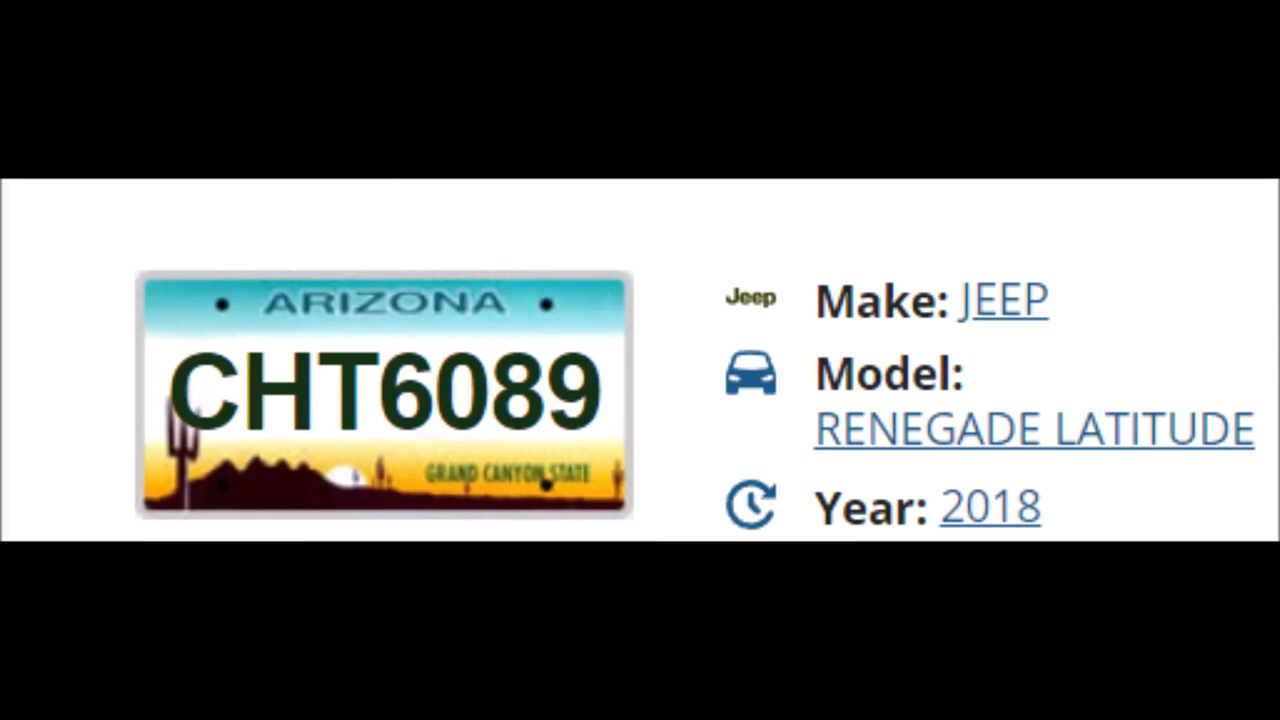 ARIZONA
CHT6089
GRAND CANYON STATE
Jeep
Make: JEEP
Model:
RENEGADE LATITUDE
Year: 2018